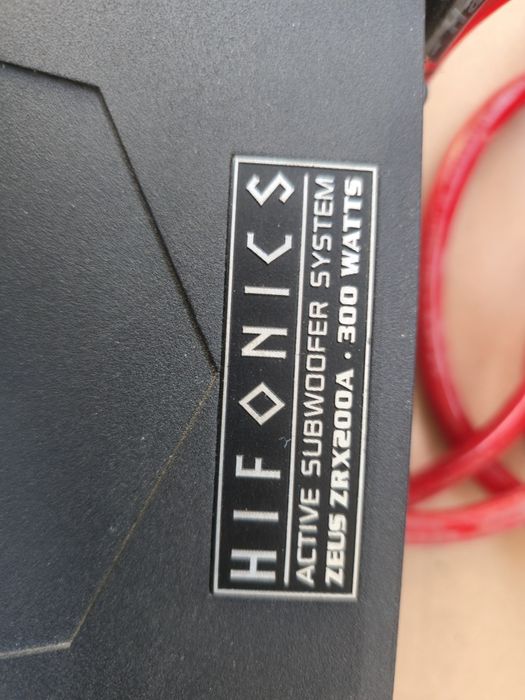 HIFONICS
ACTIVE SUBWOOFER SYSTEM
ZEUS ZRX200A · 300 WATTS